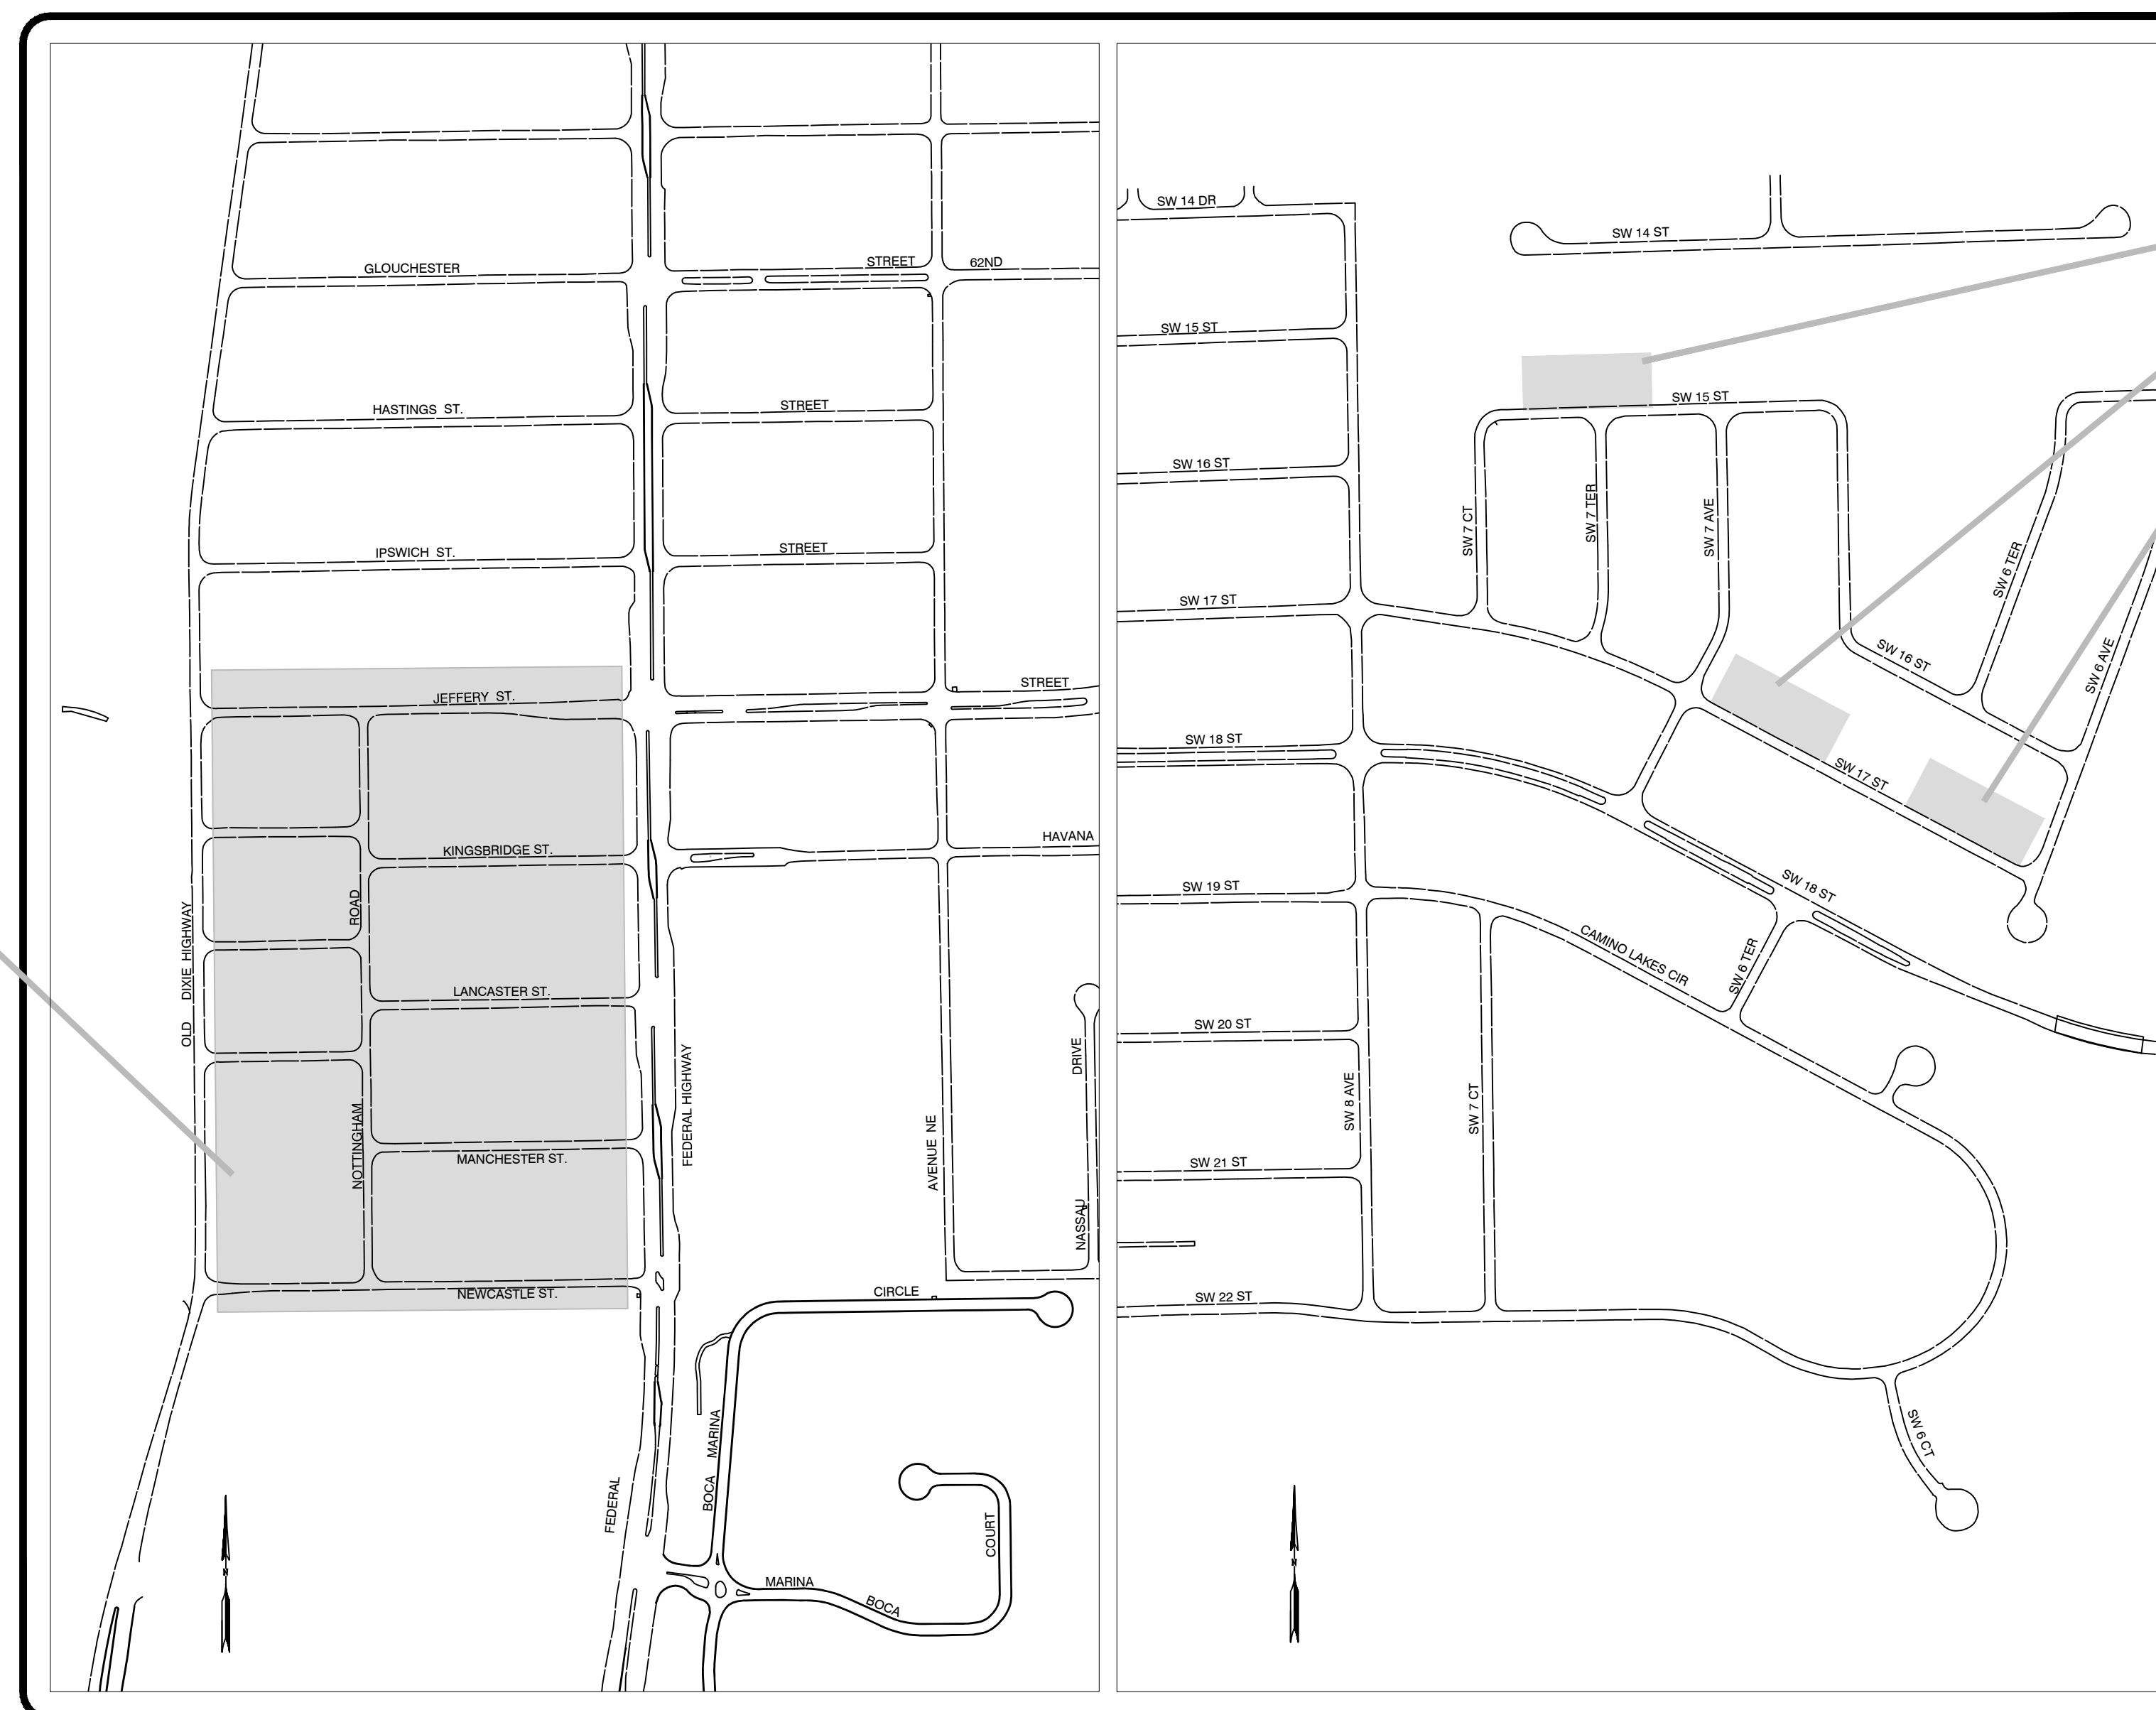 GLOUCHESTER
STREET
62ND
HASTINGS ST.
STREET
IPSWICH ST.
STREET
JEFFERY ST.
STREET
KINGSBRIDGE ST.
HAVANA
ROAD
OLD DIXIE HIGHWAY
LANCASTER ST.
FEDERAL HIGHWAY
DRIVE
NOTTINGHAM
MANCHESTER ST.
AVENUE NE
NASSAU
NEWCASTLE ST.
CIRCLE
BOCA MARINA
FEDERAL
COURT
MARINA
BOCA
N
SW 14 DR
SW 14 ST
SW 15 ST
SW 15 ST
SW 16 ST
SW 7 CT
SW 7 TER
SW 7 AVE
SW 6 TER
SW 17 ST
SW 16 ST
SW 6 AVE
SW 18 ST
SW 17 ST
SW 19 ST
SW 18 ST
CAMINO LAKES CIR
SW 6 TER
SW 20 ST
SW 8 AVE
SW 7 CT
SW 21 ST
SW 22 ST
SW 6 CT
N